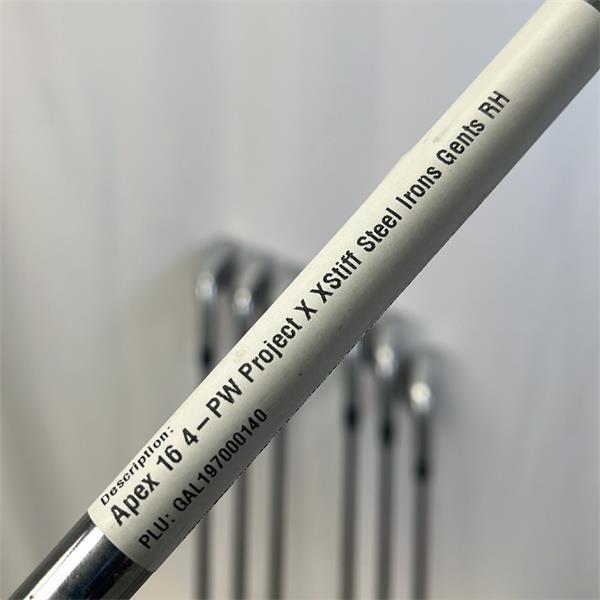 Description:
Apex 16 4-PW Project X XStiff Steel Irons Gents RH
PLU: GAL197000140